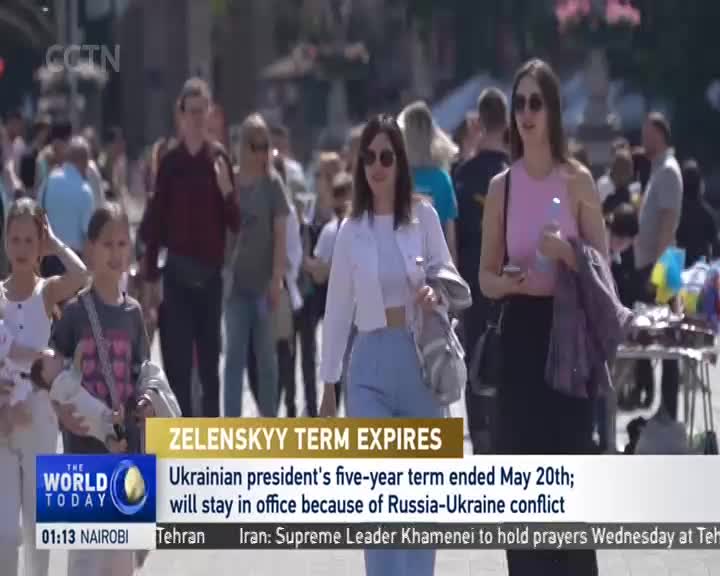 CCTN
ZELENSKYY TERM EXPIRES
Ukrainian president's five-year term ended May 20th;
will stay in office because of Russia-Ukraine conflict
THE
WORLD
TODAY
01:13 NAIROBI
Tehran Iran: Supreme Leader Khamenei to hold prayers Wednesday at Teh